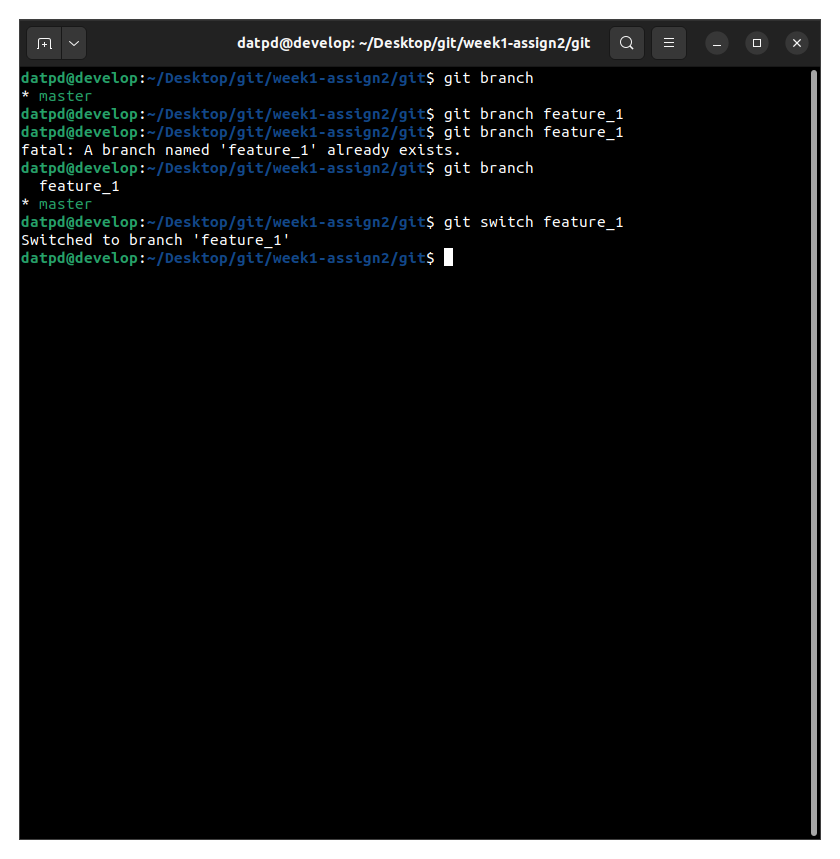 datpd@develop: ~/Desktop/git/week1-assign2/git
datpd@develop:~/Desktop/git/week1-assign2/git$ git branch
* master
datpd@develop:~/Desktop/git/week1-assign2/git$ git branch feature_1
datpd@develop:~/Desktop/git/week1-assign2/git$ git branch feature_1
fatal: A branch named 'feature_1' already exists.
datpd@develop:~/Desktop/git/week1-assign2/git$ git branch
  feature_1
* master
datpd@develop:~/Desktop/git/week1-assign2/git$ git switch feature_1
Switched to branch 'feature_1'
datpd@develop:~/Desktop/git/week1-assign2/git$